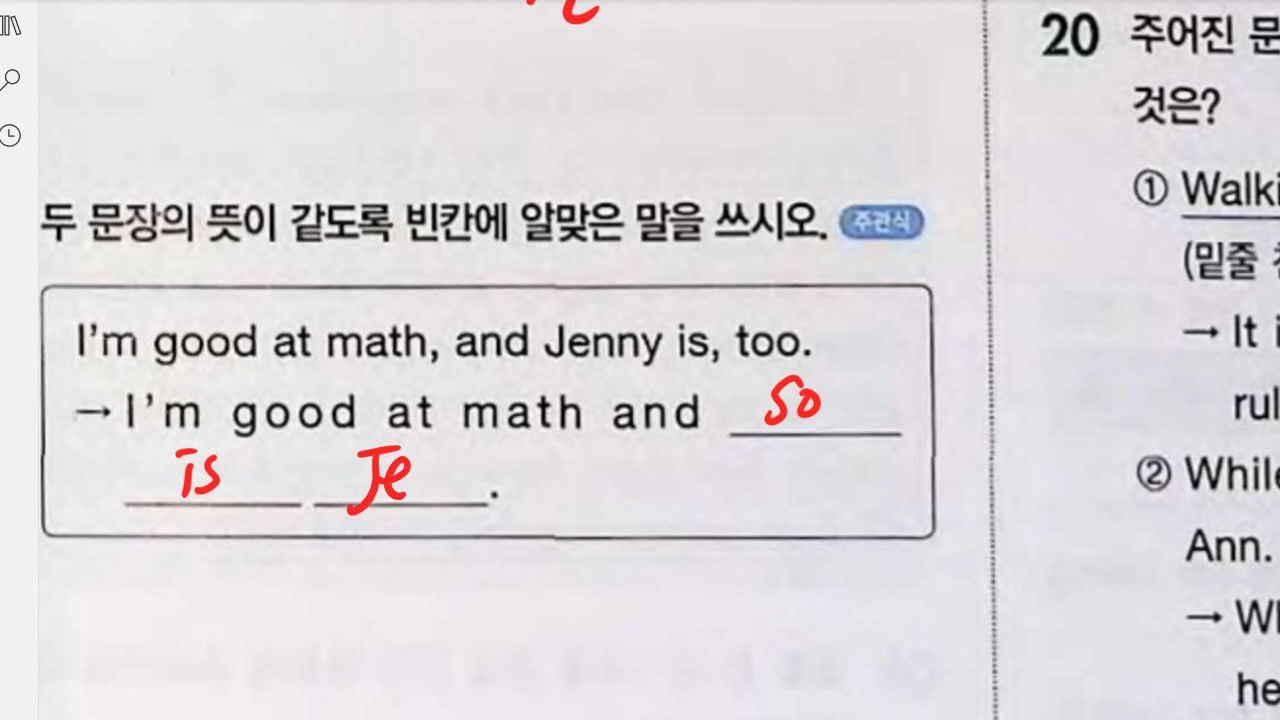 두 문장의 뜻이 같도록 빈칸에 알맞은 말을 쓰시오. 주관식
I'm good at math, and Jenny is, too.
→ I'm good at math and so
is Je .
20 주어진 문
것은?
① Walki
(밑줄
→ It i
rul
② While
Ann.
→ Wh
he